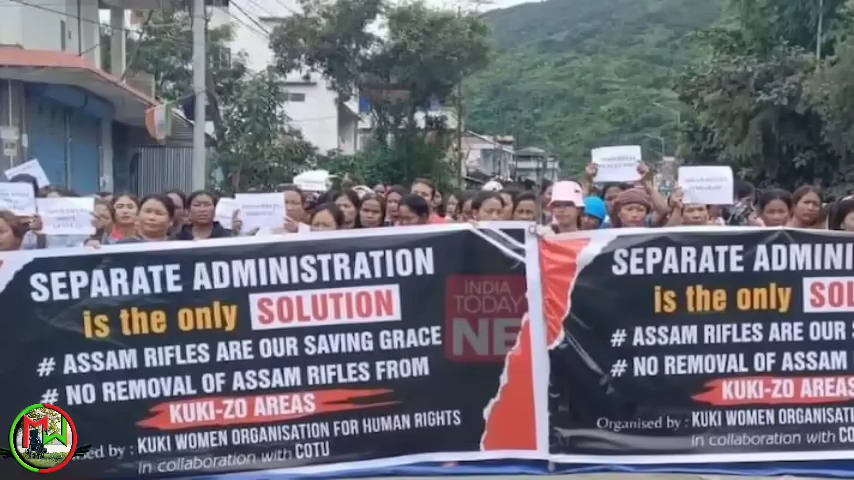 SEPARATE ADMINISTRATION
is the only SOLUTION
# ASSAM RIFLES ARE OUR SAVING GRACE
# NO REMOVAL OF ASSAM RIFLES FROM
KUKI-ZO AREAS
by : KUKI WOMEN ORGANISATION FOR HUMAN RIGHTS
in collaboration with COTU
INDIA
TODAY
NE
SEPARATE ADMINI
is the only SOL
# ASSAM RIFLES ARE OUR
# NO REMOVAL OF ASSAM
KUKI-ZO AREAS
Organised by : KUKI WOMEN ORGANISATION
in collaboration with CO